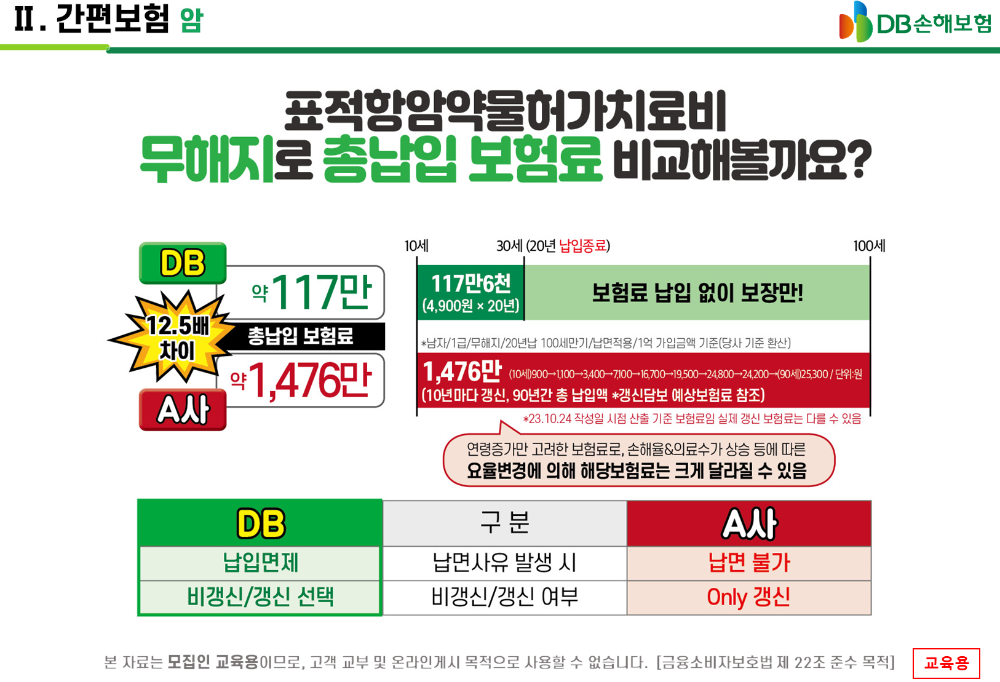 Ⅱ. 간편보험 암
DB손해보험
표적항암약물허가치료비
무해지로 총납입 보험료 비교해볼까요?
DB
약 117만
12.5배
차이
총납입 보험료
약 1,476만
A사
10세
30세 (20년 납입종료)
100세
117만6천
(4,900원 × 20년)
보험료 납입 없이 보장만!
*남자/1급/무해지/20년납 100세만기/납면적용/1억 가입금액 기준(당사 기준 환산)
1,476만 (10세)900→1,100→3,400→7,100→16,700→19,500→24,800→24,200→(90세)25,300 / 단위:원
(10년마다 갱신, 90년간 총 납입액 *갱신담보 예상보험료 참조)
*23.10.24 작성일 시점 산출 기준 보험료임 실제 갱신 보험료는 다를 수 있음
연령증가만 고려한 보험료로, 손해율&의료수가 상승 등에 따른
요율변경에 의해 해당보험료는 크게 달라질 수 있음
DB 구 분 A사
납입면제 납면사유 발생 시 납면 불가
비갱신/갱신 선택 비갱신/갱신 여부 Only 갱신
본 자료는 모집인 교육용이므로, 고객 교부 및 온라인게시 목적으로 사용할 수 없습니다. [금융소비자보호법 제 22조 준수 목적]
교육용